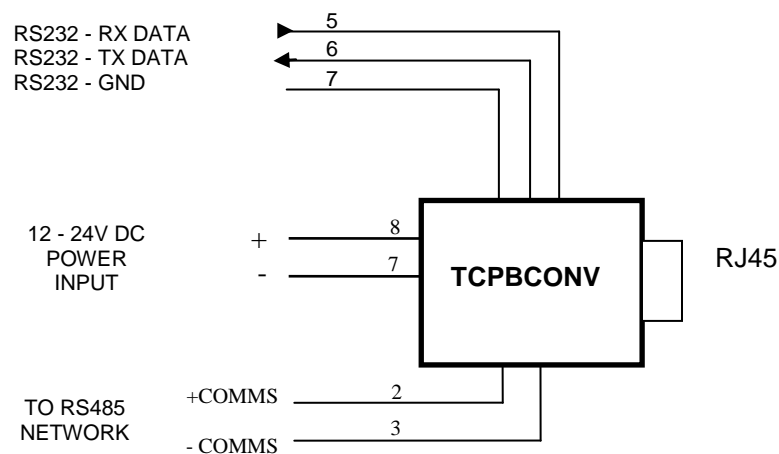 RS232 - RX DATA 5
RS232 - TX DATA 6
RS232 - GND 7
12 - 24V DC
POWER
INPUT
+ 8
- 7
TCPBCONV
RJ45
TO RS485
NETWORK
+COMMS 2
- COMMS 3